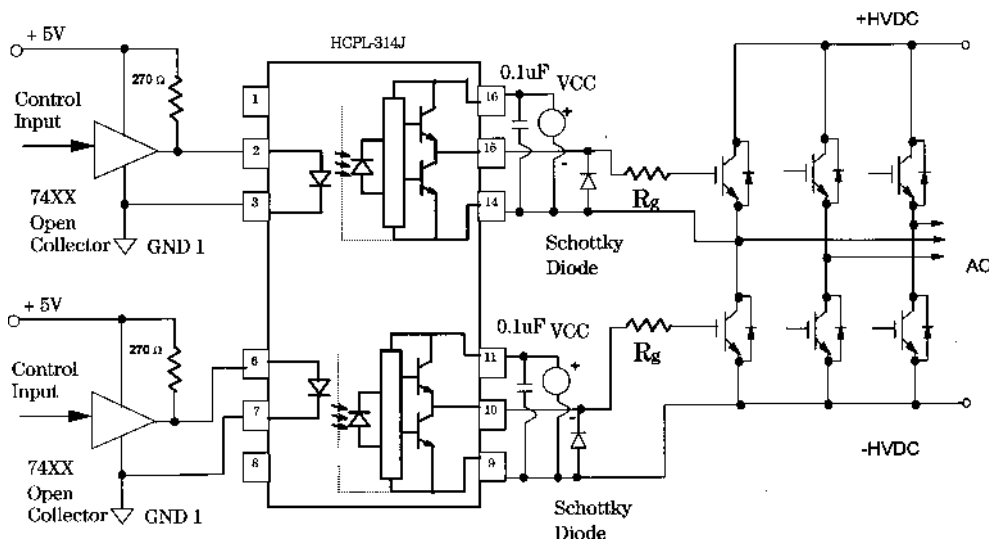 + 5V
HCPL-314J
+HVDC
270 Ω
0.1uF
VCC
+
-
Control
Input
1
16
2
15
3
14
Rg
74XX
Open
Collector
GND 1
Schottky
Diode
AC
+ 5V
270 Ω
0.1uF
VCC
+
-
Control
Input
6
11
7
10
8
9
Rg
74XX
Open
Collector
GND 1
Schottky
Diode
-HVDC